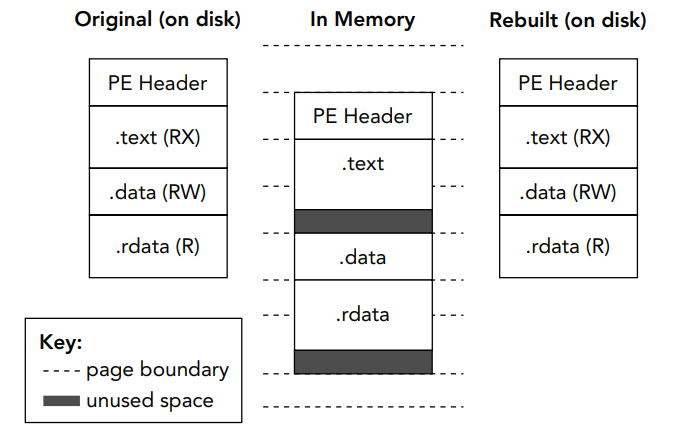 Original (on disk)
In Memory
Rebuilt (on disk)
PE Header
.text (RX)
.data (RW)
.rdata (R)
PE Header
.text
.data
.rdata
PE Header
.text (RX)
.data (RW)
.rdata (R)
Key:
page boundary
unused space